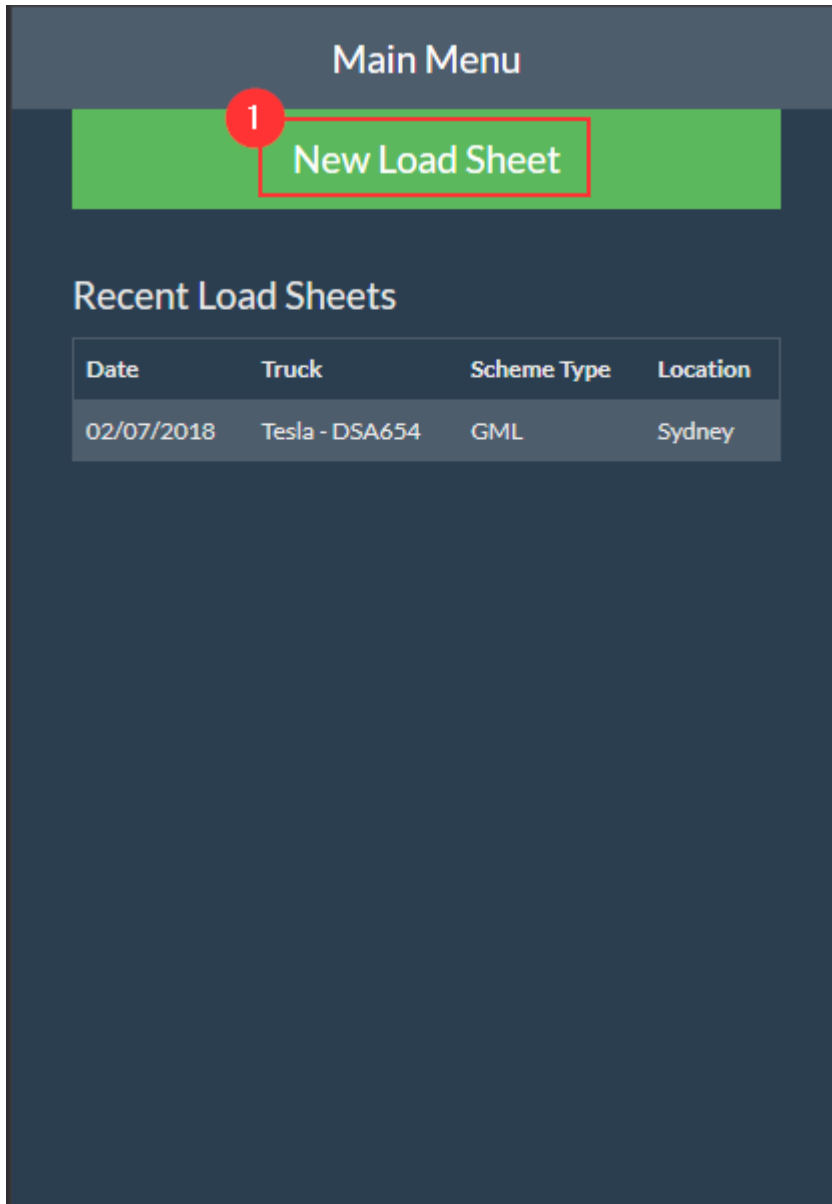 Main Menu
1
New Load Sheet
Recent Load Sheets
Date Truck Scheme Type Location
02/07/2018 Tesla - DSA654 GML Sydney